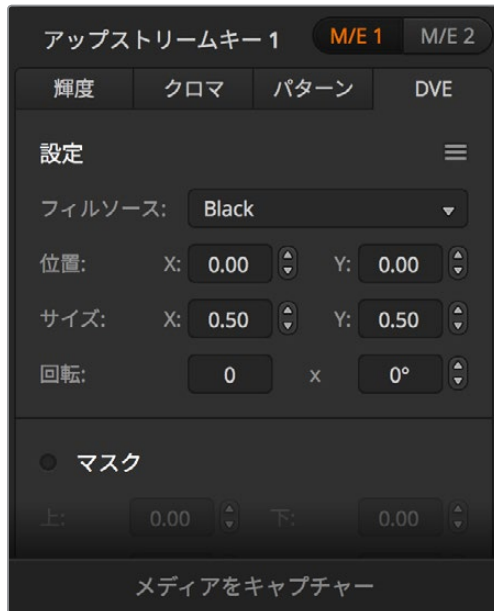 アップストリームキー 1 M/E 1 M/E 2
輝度 クロマ パターン DVE
設定
フィルソース: Black
位置: X: 0.00 Y: 0.00
サイズ: X: 0.50 Y: 0.50
回転: 0 x 0°
マスク
上: 0.00 下: 0.00
メディアをキャプチャー